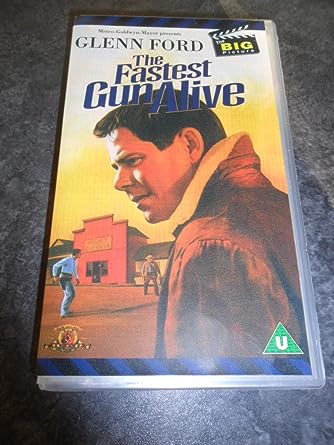 Metro-Goldwyn-Mayer presents
GLENN FORD
The
BIG
Picture
The
Fastest
Gun Alive
U